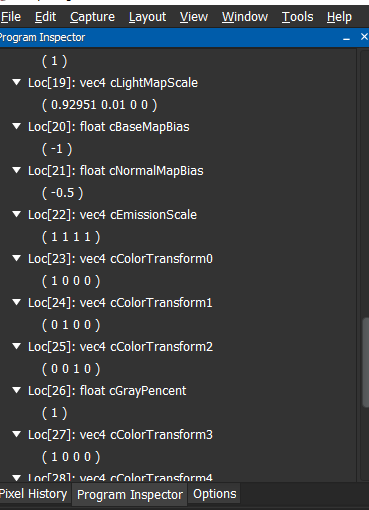 File Edit Capture Layout View Window Tools Help
Program Inspector
( 1 )
Loc[19]: vec4 cLightMapScale
( 0.92951 0.01 0 0 )
Loc[20]: float cBaseMapBias
( -1 )
Loc[21]: float cNormalMapBias
( -0.5 )
Loc[22]: vec4 cEmissionScale
( 1 1 1 1 )
Loc[23]: vec4 cColorTransform0
( 1 0 0 0 )
Loc[24]: vec4 cColorTransform1
( 0 1 0 0 )
Loc[25]: vec4 cColorTransform2
( 0 0 1 0 )
Loc[26]: float cGrayPencent
( 1 )
Loc[27]: vec4 cColorTransform3
( 1 0 0 0 )
Loc[28]: vec4 cColorTransform4
Pixel History Program Inspector Options